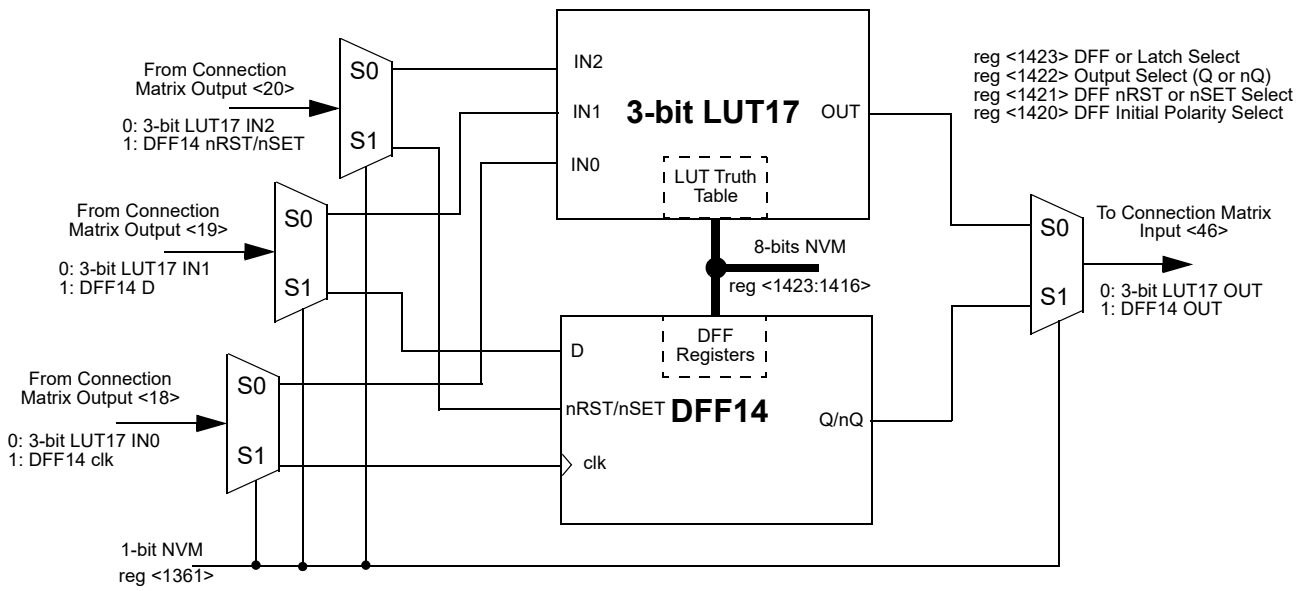 From Connection
Matrix Output <20>
0: 3-bit LUT17 IN2
1: DFF14 nRST/nSET
S0
S1
From Connection
Matrix Output <19>
0: 3-bit LUT17 IN1
1: DFF14 D
S0
S1
From Connection
Matrix Output <18>
0: 3-bit LUT17 IN0
1: DFF14 clk
S0
S1
1-bit NVM
reg <1361>
IN2
IN1
IN0
3-bit LUT17
OUT
LUT Truth
Table
8-bits NVM
reg <1423:1416>
DFF
Registers
D
nRST/nSET
DFF14
clk
Q/nQ
reg <1423> DFF or Latch Select
reg <1422> Output Select (Q or nQ)
reg <1421> DFF nRST or nSET Select
reg <1420> DFF Initial Polarity Select
S0
S1
To Connection Matrix
Input <46>
0: 3-bit LUT17 OUT
1: DFF14 OUT